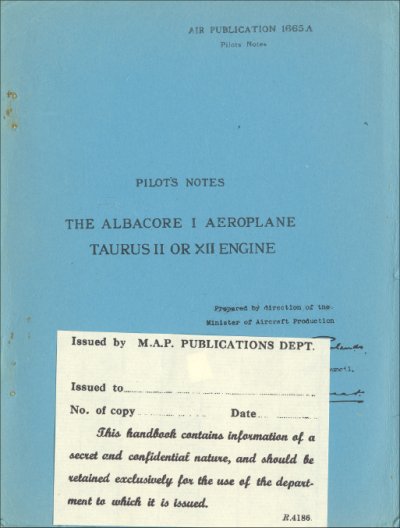 AIR PUBLICATION 1665A
Pilots Notes
PILOT'S NOTES
THE ALBACORE I AEROPLANE
TAURUS II OR XII ENGINE
Prepared by direction of the
Minister of Aircraft Production
Issued by M.A.P. PUBLICATIONS DEPT.
Issued to
No. of copy Date
This handbook contains information of a
secret and confidential nature, and should be
retained exclusively for the use of the depart-
ment to which it is issued.
R.4186.